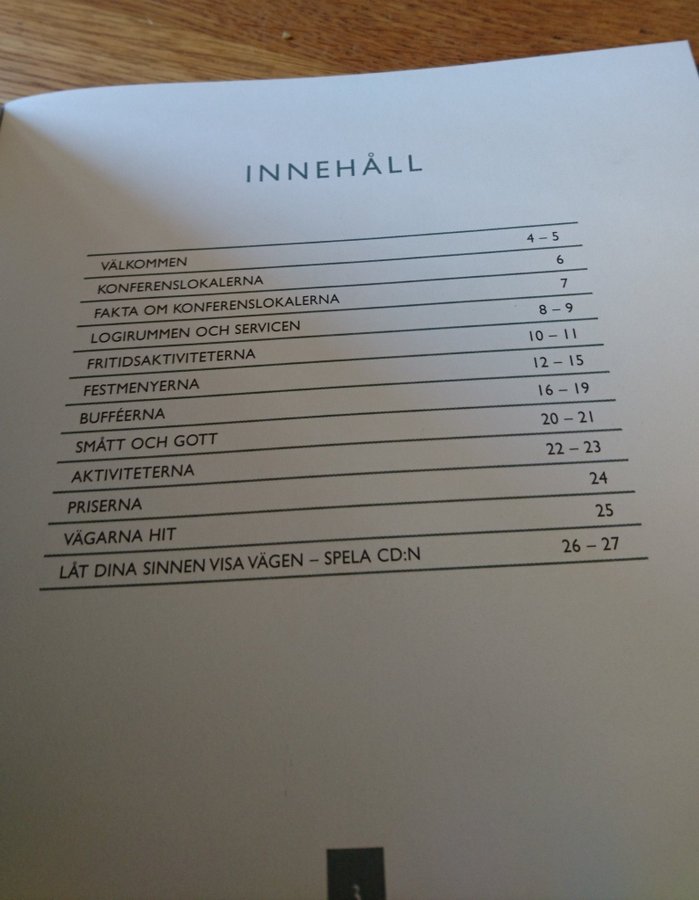 INNEHÅLL
VÄLKOMMEN 4 – 5
KONFERENSLOKALERNA 6
FAKTA OM KONFERENSLOKALERNA 7
LOGIRUMMEN OCH SERVICEN 8 – 9
FRITIDSAKTIVITETERNA 10 – 11
FESTMENYERNA 12 – 15
BUFFÉERNA 16 – 19
SMÅTT OCH GOTT 20 – 21
AKTIVITETERNA 22 – 23
PRISERNA 24
VÄGARNA HIT 25
LÅT DINA SINNEN VISA VÄGEN – SPELA CD:N 26 – 27